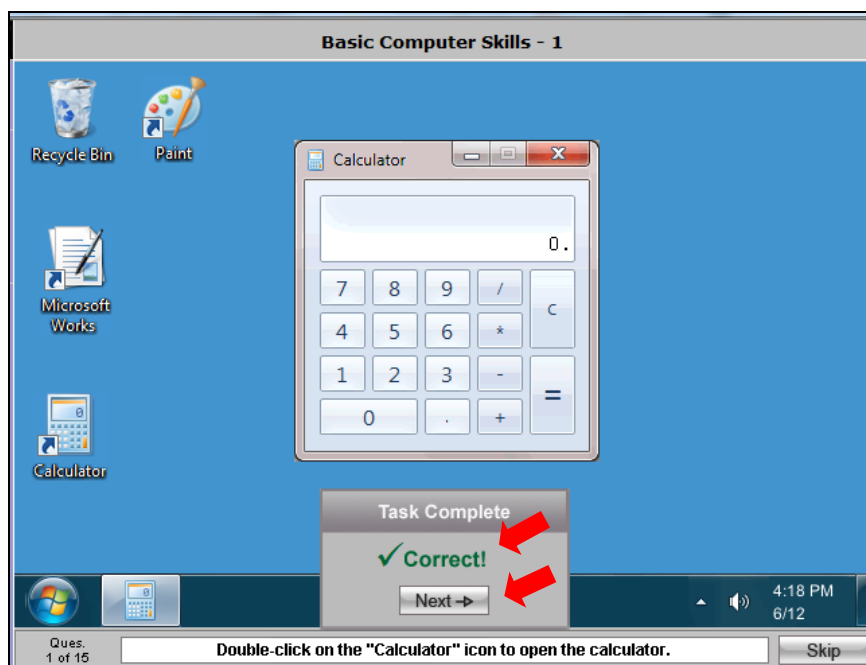 Basic Computer Skills - 1
Recycle Bin
Paint
Calculator
0.
7 8 9 /
C
4 5 6 *
1 2 3 -
=
0 . +
Microsoft
Works
0
Calculator
Task Complete
Correct!
Next
0
4:18 PM
6/12
Ques.
1 of 15
Double-click on the "Calculator" icon to open the calculator.
Skip